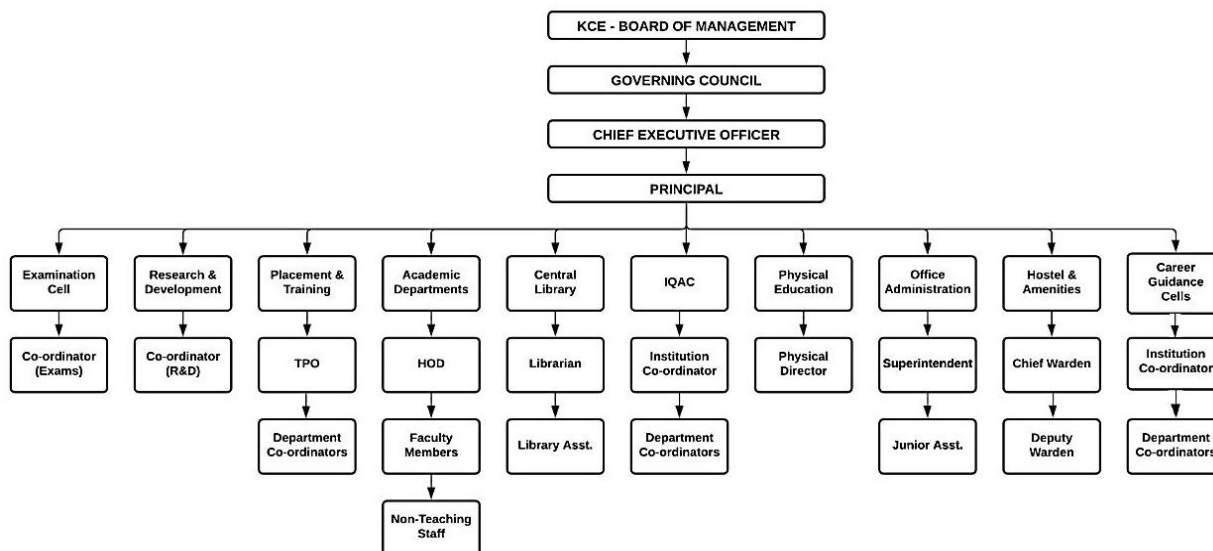 KCE - BOARD OF MANAGEMENT
GOVERNING COUNCIL
CHIEF EXECUTIVE OFFICER
PRINCIPAL
Examination
Cell
Research &
Development
Placement &
Training
Academic
Departments
Central
Library
IQAC
Physical
Education
Office
Administration
Hostel &
Amenities
Career
Guidance
Cells
Co-ordinator
(Exams)
Co-ordinator
(R&D)
TPO
HOD
Librarian
Institution
Co-ordinator
Physical
Director
Superintendent
Chief Warden
Institution
Co-ordinator
Department
Co-ordinators
Faculty
Members
Library Asst.
Department
Co-ordinators
Junior Asst.
Deputy
Warden
Department
Co-ordinators
Non-Teaching
Staff